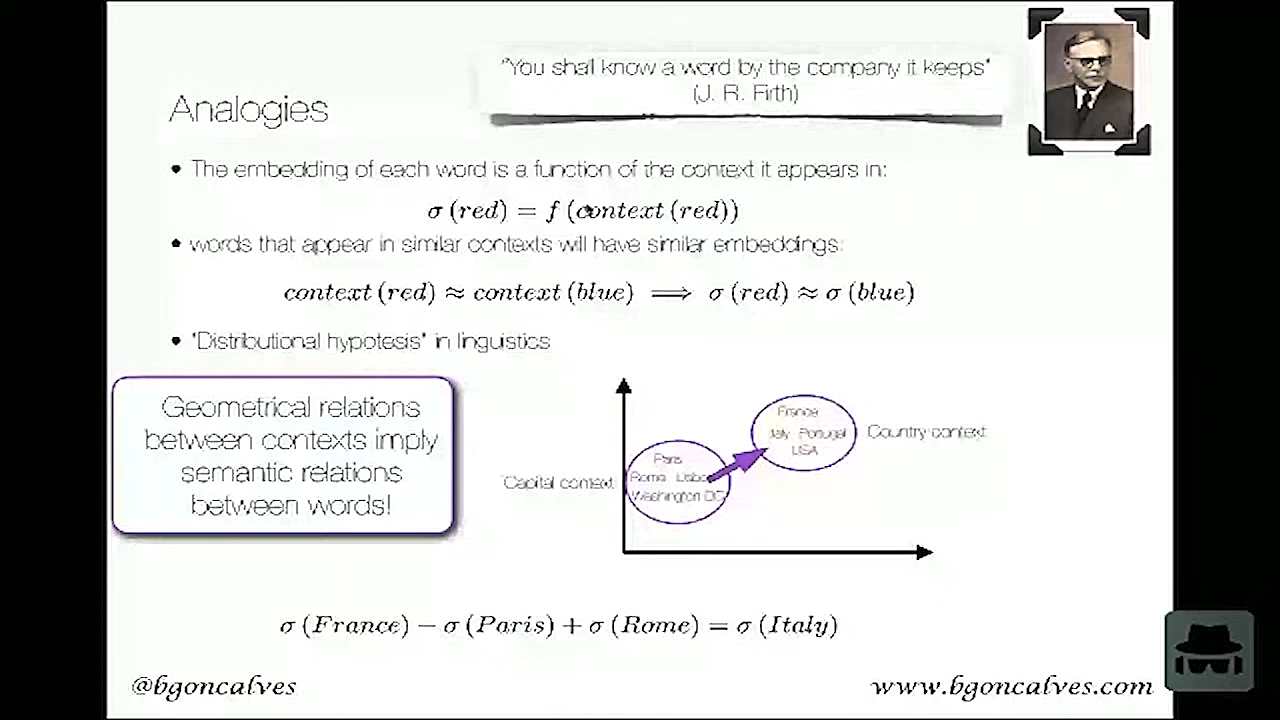 "You shall know a word by the company it keeps"
(J. R. Firth)
Analogies
• The embedding of each word is a function of the context it appears in:
σ (red) = f (context (red))
• words that appear in similar contexts will have similar embeddings:
context (red) ≈ context (blue) ⟹ σ (red) ≈ σ (blue)
• "Distributional hypotesis" in linguistics
Geometrical relations
between contexts imply
semantic relations
between words!
France
Italy Portugal
USA
Country context
Paris
Rome Lisbon
Washington DC
"Capital context
σ (France) − σ (Paris) + σ (Rome) = σ (Italy)
@bgoncalves
www.bgoncalves.com